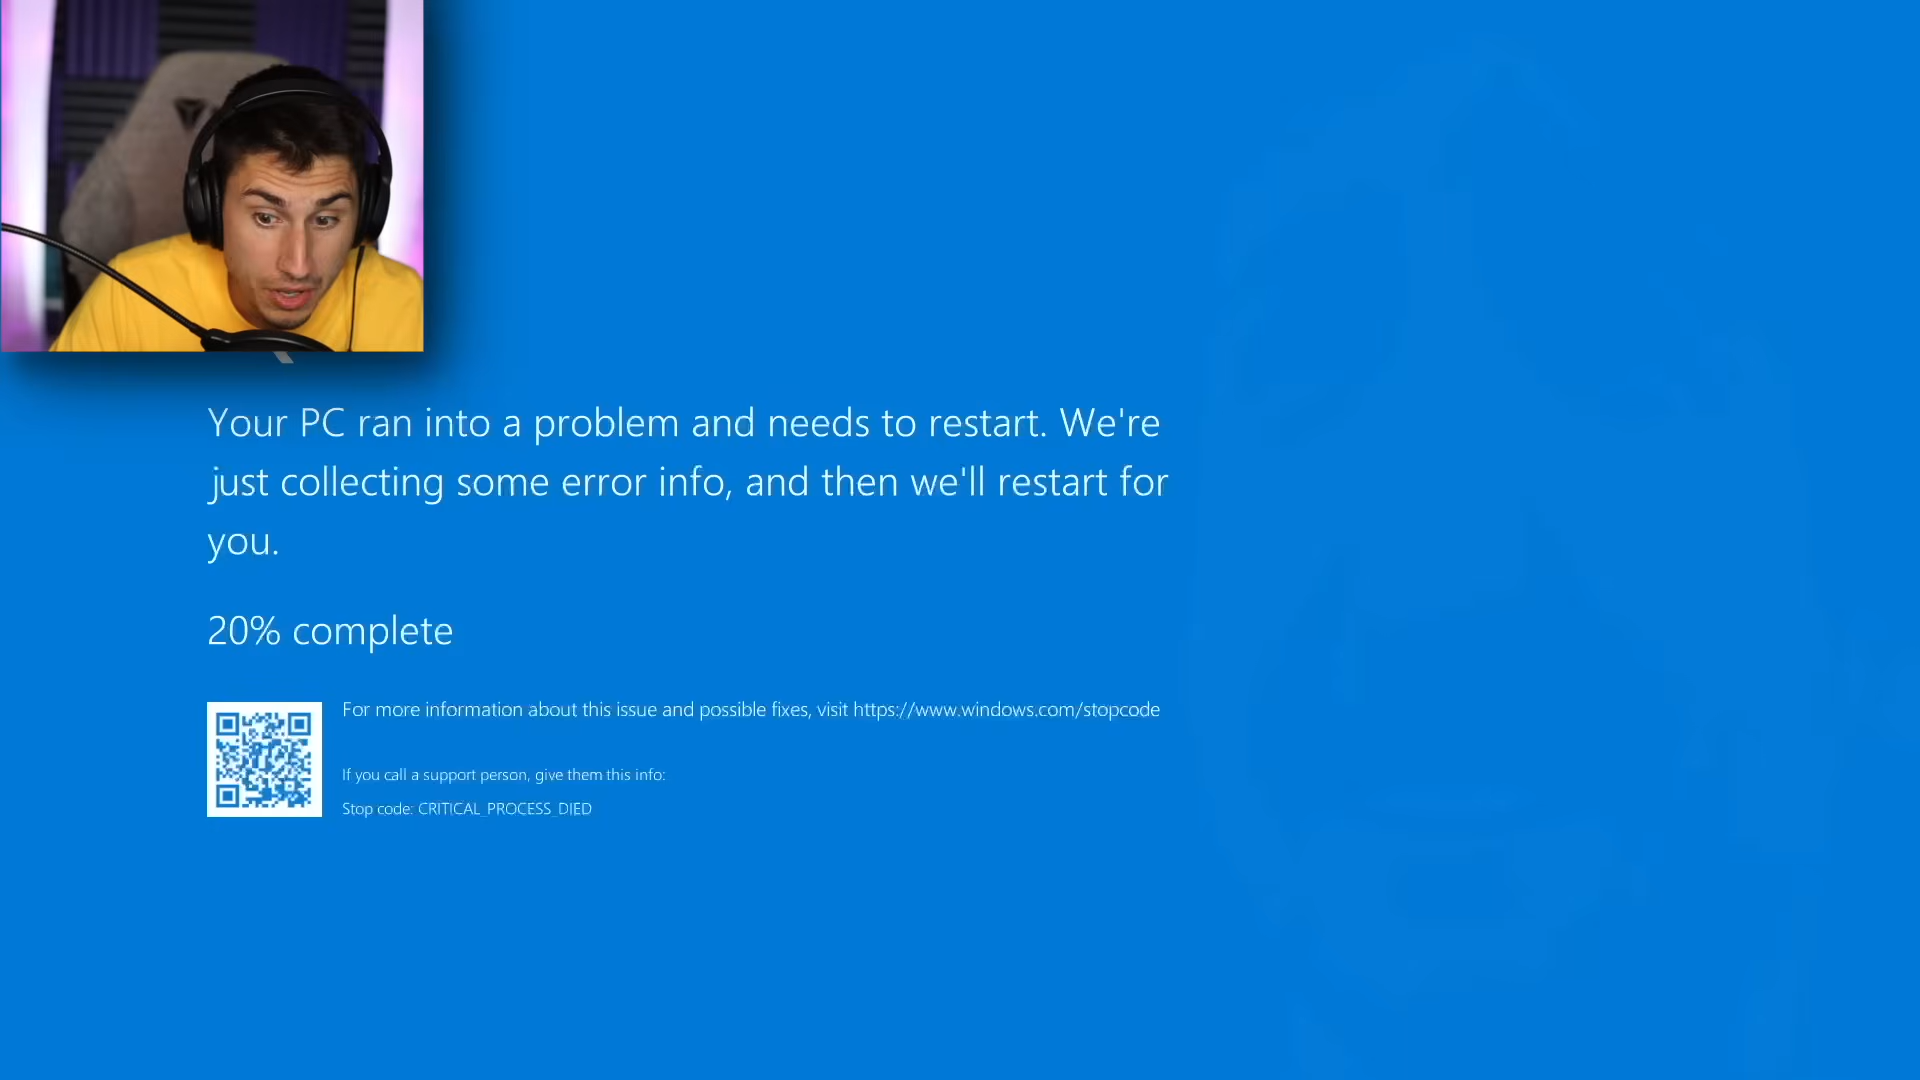 Your PC ran into a problem and needs to restart. We're
just collecting some error info, and then we'll restart for
you.
20% complete
For more information about this issue and possible fixes, visit https://www.windows.com/stopcode
If you call a support person, give them this info:
Stop code: CRITICAL_PROCESS_DIED